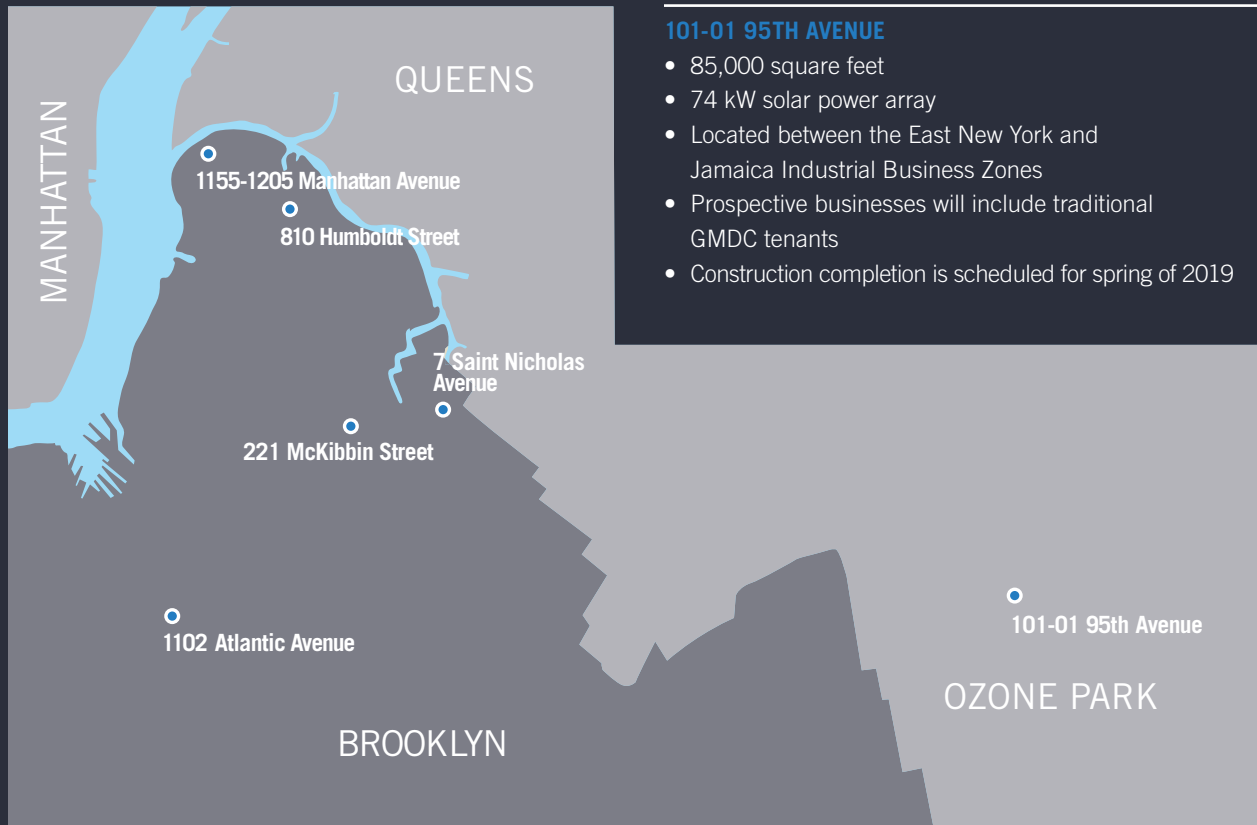 101-01 95TH AVENUE
• 85,000 square feet
• 74 kW solar power array
• Located between the East New York and
Jamaica Industrial Business Zones
• Prospective businesses will include traditional
GMDC tenants
• Construction completion is scheduled for spring of 2019
QUEENS
MANHATTAN
1155-1205 Manhattan Avenue
810 Humboldt Street
7 Saint Nicholas
Avenue
221 McKibbin Street
1102 Atlantic Avenue
101-01 95th Avenue
OZONE PARK
BROOKLYN